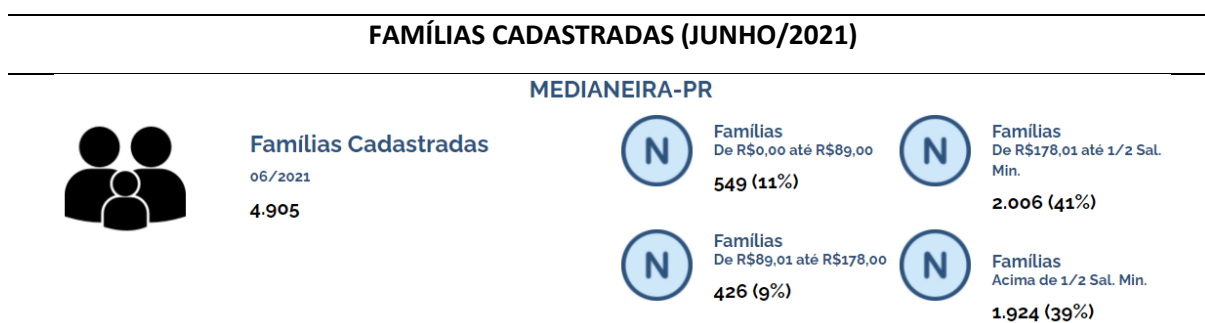 FAMÍLIAS CADASTRADAS (JUNHO/2021)
MEDIANEIRA-PR
Famílias Cadastradas
06/2021
4.905
N
Famílias
De R$0,00 até R$89,00
549 (11%)
N
Famílias
De R$178,01 até 1/2 Sal.
Min.
2.006 (41%)
N
Famílias
De R$89,01 até R$178,00
426 (9%)
N
Famílias
Acima de 1/2 Sal. Min.
1.924 (39%)